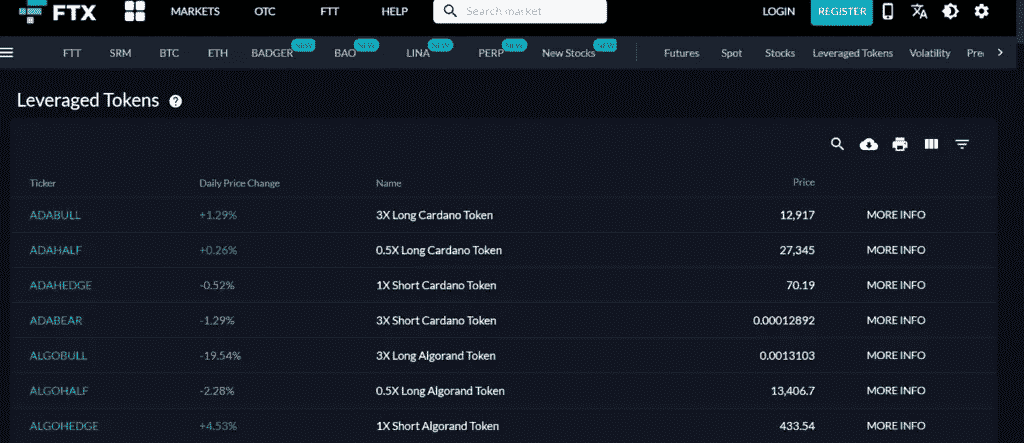 FTX MARKETS OTC FTT HELP Search market LOGIN REGISTER
FTT SRM BTC ETH BADGER NEW BAO NEW LINA NEW PERP NEW New Stocks NEW Futures Spot Stocks Leveraged Tokens Volatility Pre
Leveraged Tokens ?
Ticker Daily Price Change Name Price
ADABULL +1.29% 3X Long Cardano Token 12,917 MORE INFO
ADAHALF +0.26% 0.5X Long Cardano Token 27,345 MORE INFO
ADAHEDGE -0.52% 1X Short Cardano Token 70.19 MORE INFO
ADABEAR -1.29% 3X Short Cardano Token 0.00012892 MORE INFO
ALGOBULL -19.54% 3X Long Algorand Token 0.0013103 MORE INFO
ALGOHALF -2.28% 0.5X Long Algorand Token 13,406.7 MORE INFO
ALGOHEDGE +4.53% 1X Short Algorand Token 433.54 MORE INFO